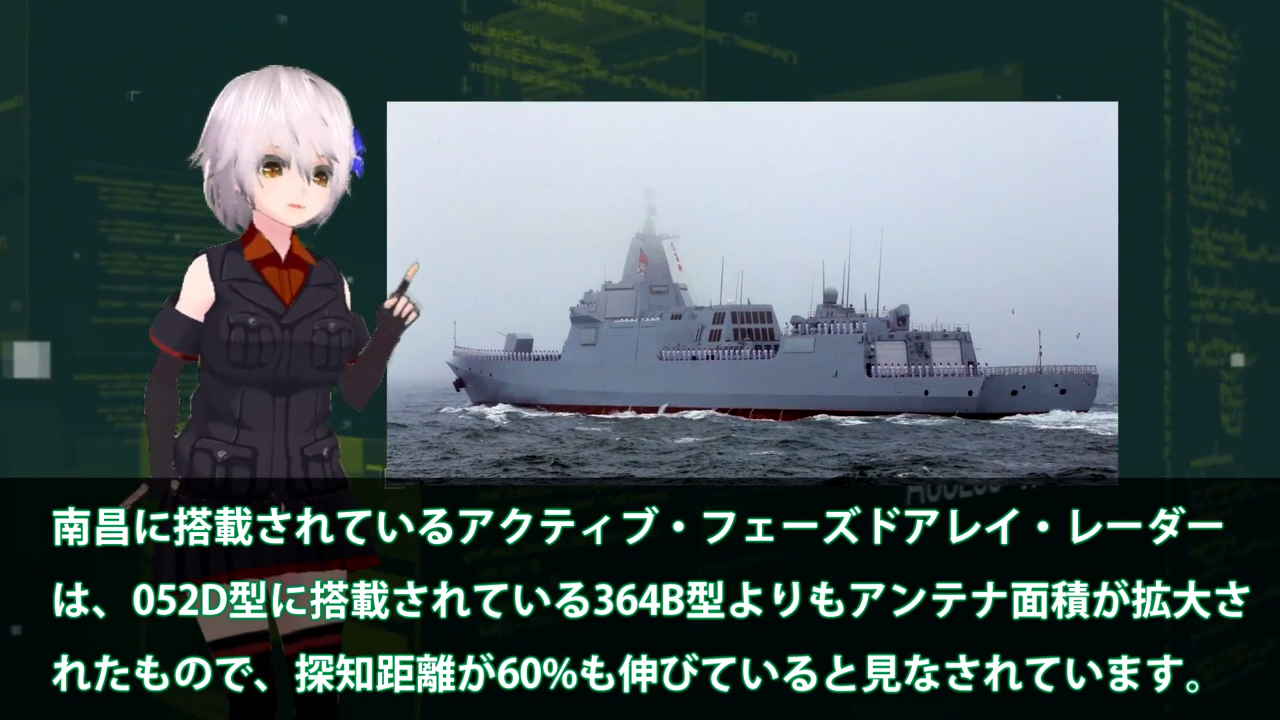 南昌に搭載されているアクティブ・フェーズドアレイ・レーダー
は、052D型に搭載されている364B型よりもアンテナ面積が拡大さ
れたもので、探知距離が60%も伸びていると見なされています。